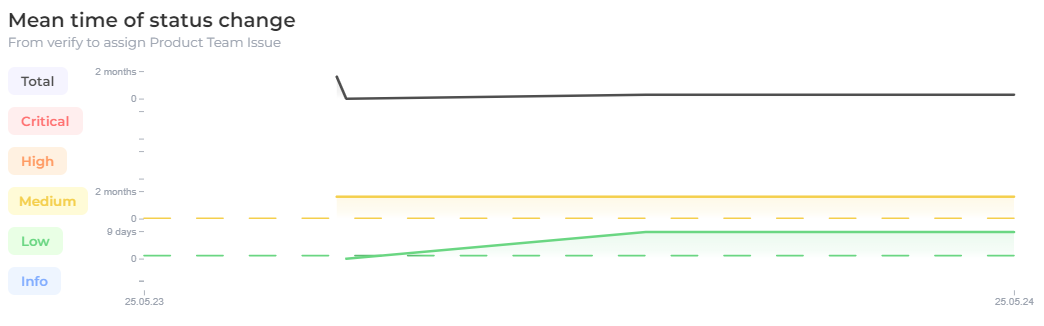 Mean time of status change
From verify to assign Product Team Issue
Total
2 months
0
Critical
High
Medium
2 months
0
Low
9 days
0
Info
25.05.23
25.05.24